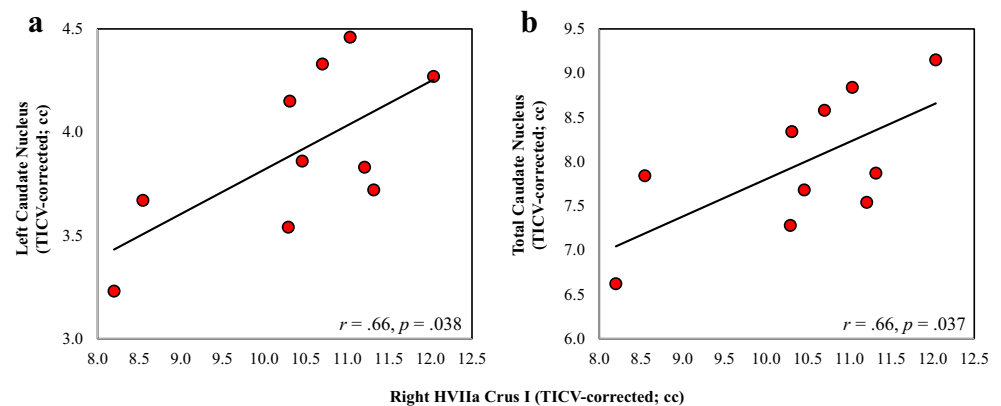 a
4.5
4.0
3.5
3.0
Left Caudate Nucleus
(TICV-corrected; cc)
r = .66, p = .038
8.0 8.5 9.0 9.5 10.0 10.5 11.0 11.5 12.0 12.5
b
9.5
9.0
8.5
8.0
7.5
7.0
6.5
6.0
Total Caudate Nucleus
(TICV-corrected; cc)
r = .66, p = .037
8.0 8.5 9.0 9.5 10.0 10.5 11.0 11.5 12.0 12.5
Right HVIIa Crus I (TICV-corrected; cc)